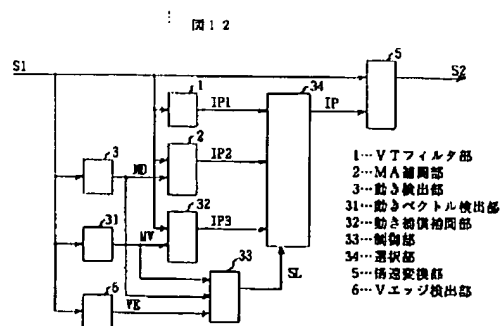 図12
S1
S2
5
1
IP1
34
IP
2
IP2
3
MD
32
IP3
31
MV
33
SL
6
VE
1…VTフィルタ部
2…MA補間部
3…動き検出部
31…動きベクトル検出部
32…動き補償補間部
33…制御部
34…選択部
5…倍速変換部
6…Vエッジ検出部